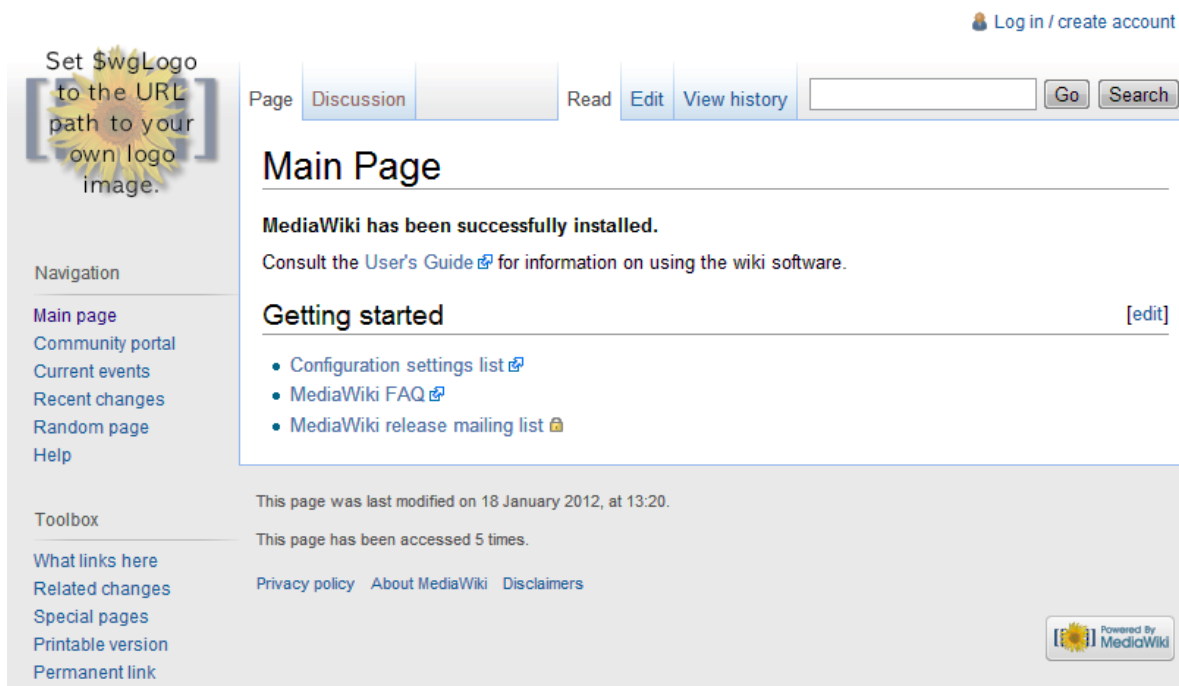 Log in / create account
Set $wgLogo
to the URL
path to your
own logo
image.
Page Discussion Read Edit View history Go Search
Main Page
MediaWiki has been successfully installed.
Consult the User's Guide for information on using the wiki software.
Getting started [edit]
Configuration settings list
MediaWiki FAQ
MediaWiki release mailing list
Navigation
Main page
Community portal
Current events
Recent changes
Random page
Help
Toolbox
What links here
Related changes
Special pages
Printable version
Permanent link
This page was last modified on 18 January 2012, at 13:20.
This page has been accessed 5 times.
Privacy policy About MediaWiki Disclaimers
Powered By
MediaWiki